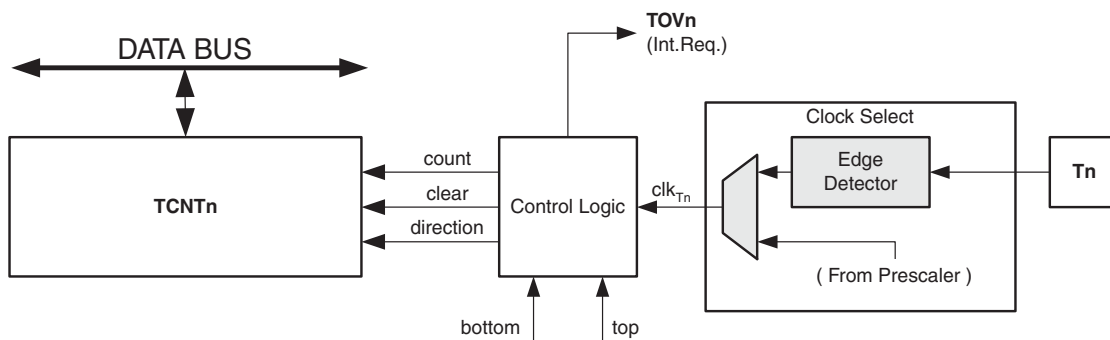 TOVn
(Int.Req.)
DATA BUS
Clock Select
count
Edge
Detector
Tn
clear
TCNTn
Control Logic
clkTn
direction
( From Prescaler )
bottom
top